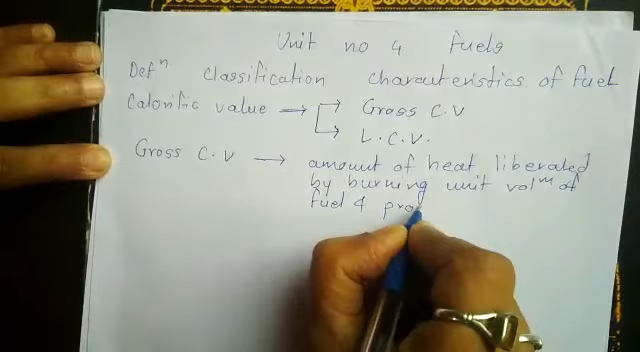 Unit no 4 Fuels
Defⁿ classification characteristics of fuel
Calorific value → Gross C.V
L.C.V.
Gross C.V → amount of heat liberated
by burning unit volᵐ of
fuel & pro